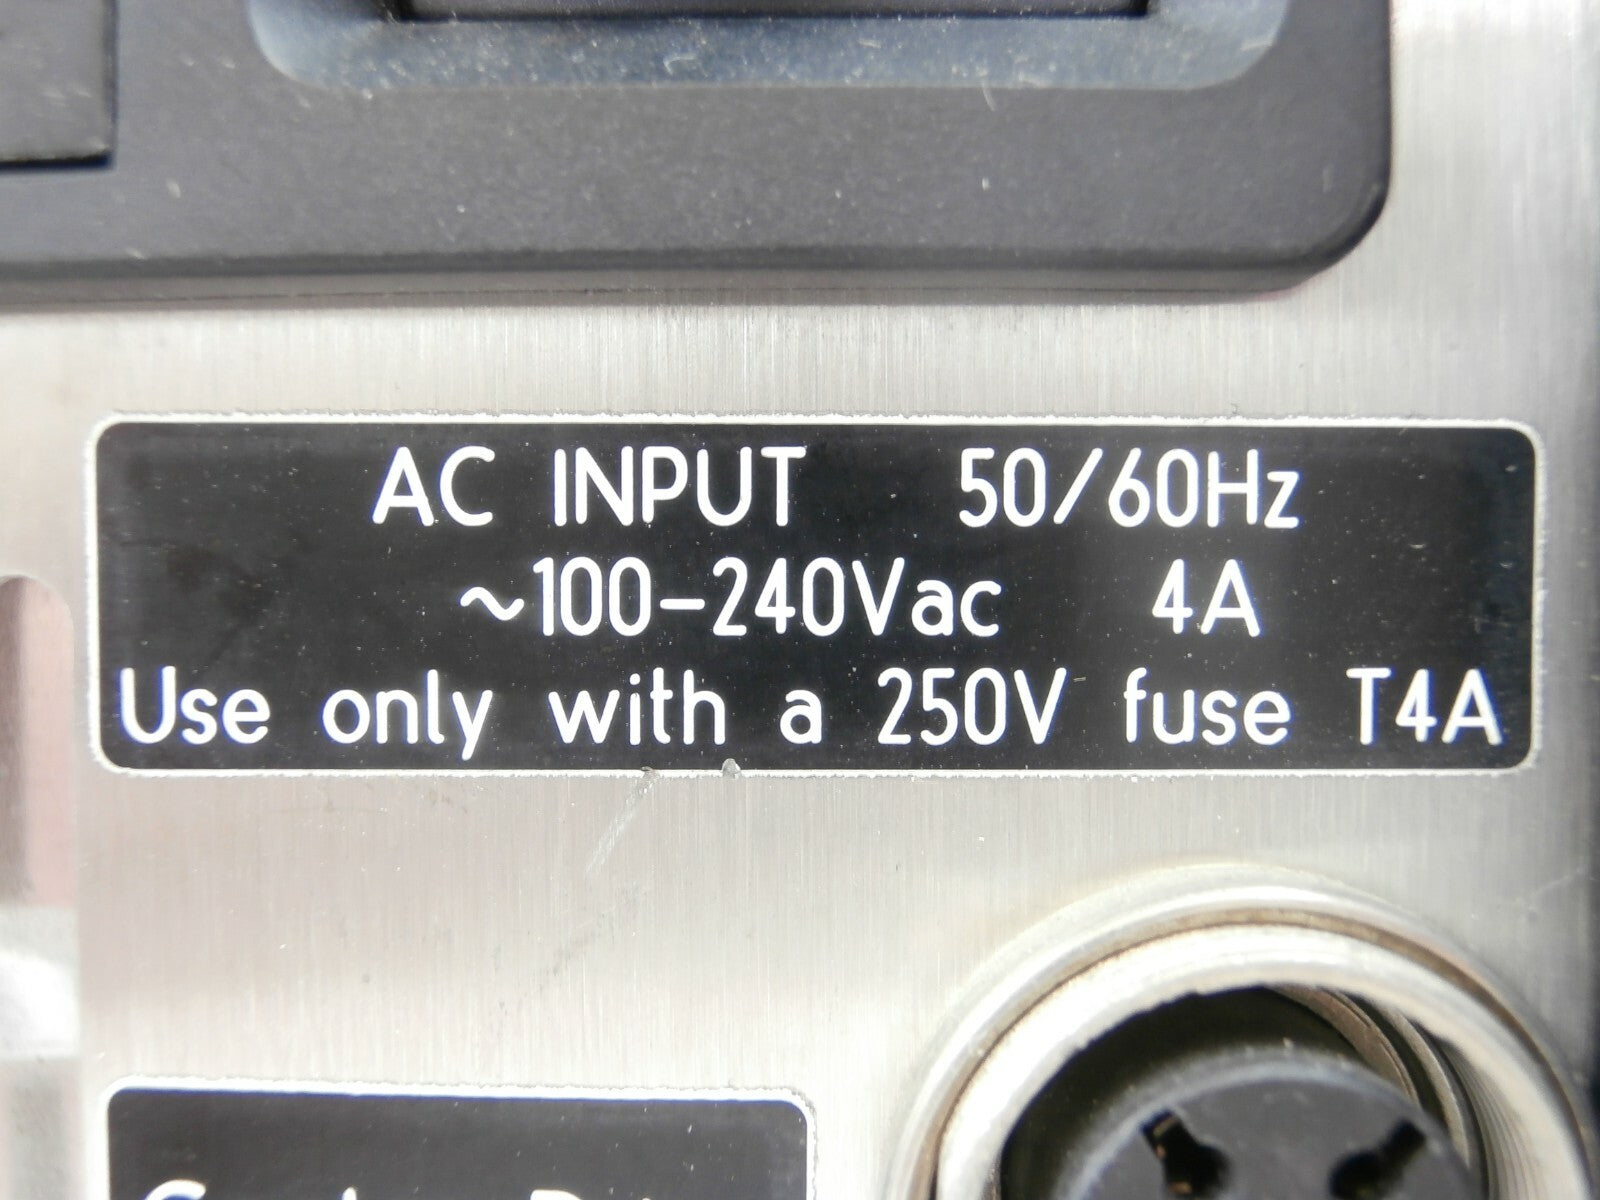 AC INPUT 50/60Hz
~100-240Vac 4A
Use only with a 250V fuse T4A